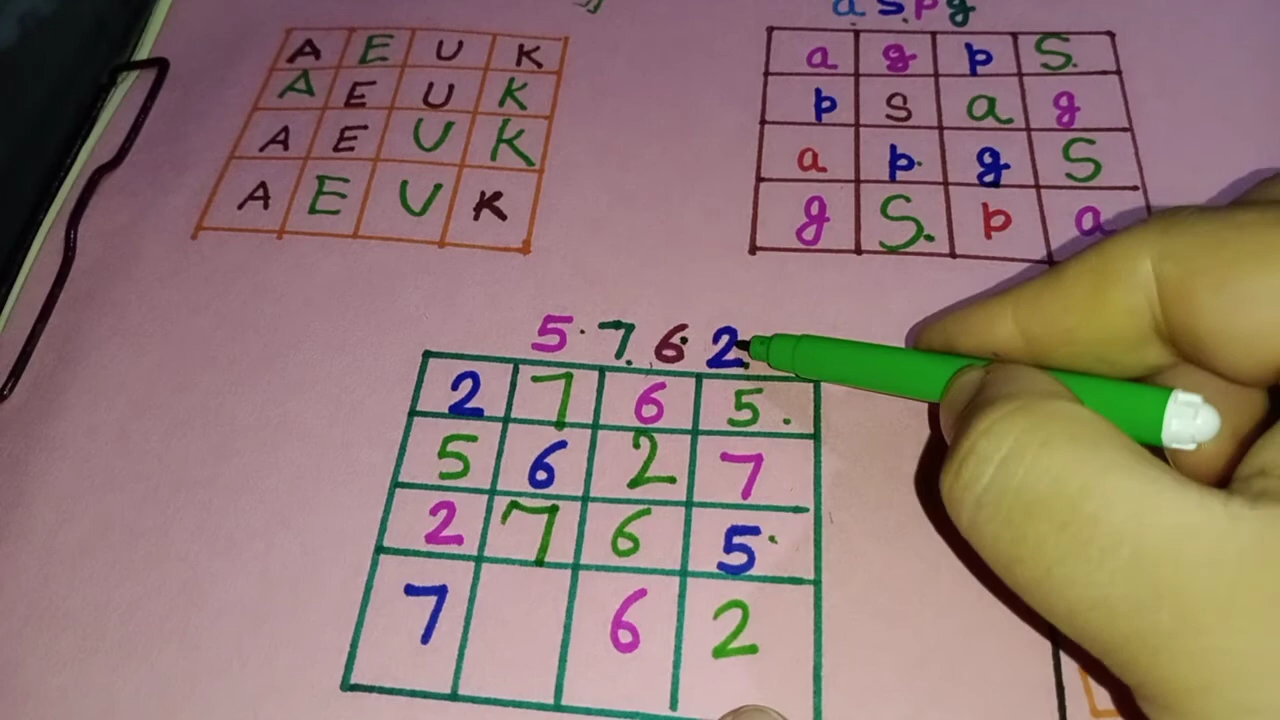 A E U K
A E U K
A E U K
A E U K
a s p g
a g p S.
p s a g
a p. g S
g S. p a
5. 7. 6. 2.
2 7 6 5.
5 6 2 7
2 7 6 5.
7 6 2